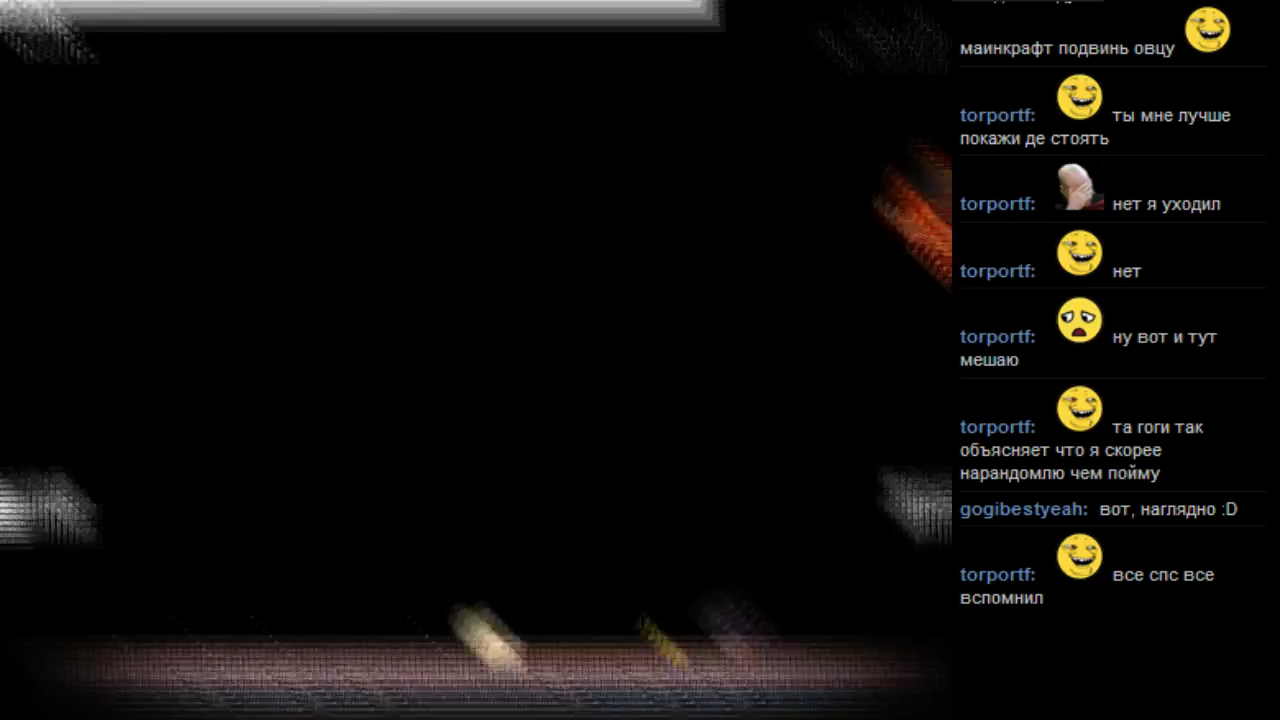 маинкрафт подвинь овцу
torportf: ты мне лучше
покажи де стоять
torportf: нет я уходил
torportf: нет
torportf: ну вот и тут
мешаю
torportf: та гоги так
объясняет что я скорее
нарандомлю чем пойму
gogibestyeah: вот, наглядно :D
torportf: все спс все
вспомнил